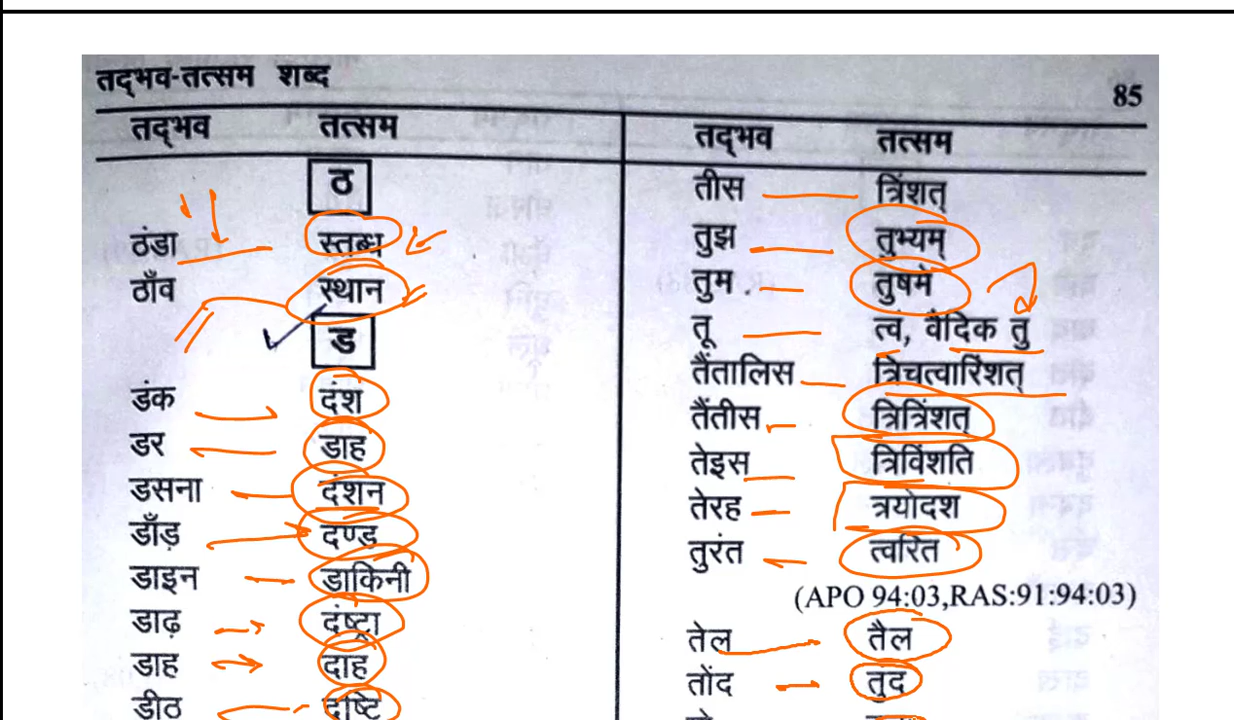 तद्भव-तत्सम शब्द
85
तद्भव तत्सम
ठ
ठंडा स्तब्ध
ठाँव स्थान
ड
डंक दंश
डर डाह
डसना दंशन
डाँड़ दण्ड
डाइन डाकिनी
डाढ़ दंष्ट्रा
डाह दाह
डीठ दृष्टि
तद्भव तत्सम
तीस त्रिंशत्
तुझ तुभ्यम्
तुम तुषमे
तू त्वं, वैदिक तु
तैंतालिस त्रिचत्वारिंशत्
तैंतीस त्रित्रिंशत्
तेइस त्रिविंशति
तेरह त्रयोदश
तुरंत त्वरित
(APO 94:03,RAS:91:94:03)
तेल तैल
तोंद तुंद